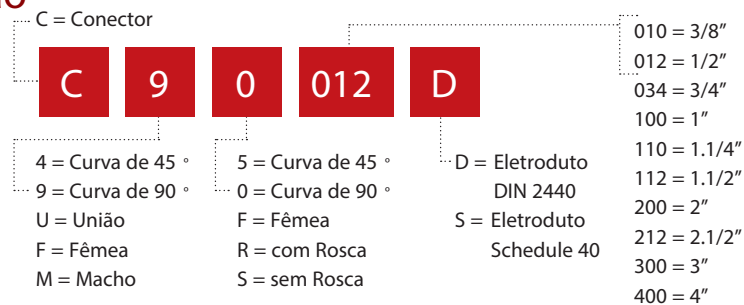 C = Conector
C 9 0 012 D
4 = Curva de 45 °
9 = Curva de 90 °
U = União
F = Fêmea
M = Macho
5 = Curva de 45 °
0 = Curva de 90 °
F = Fêmea
R = com Rosca
S = sem Rosca
D = Eletroduto
DIN 2440
S = Eletroduto
Schedule 40
010 = 3/8"
012 = 1/2"
034 = 3/4"
100 = 1"
110 = 1.1/4"
112 = 1.1/2"
200 = 2"
212 = 2.1/2"
300 = 3"
400 = 4"